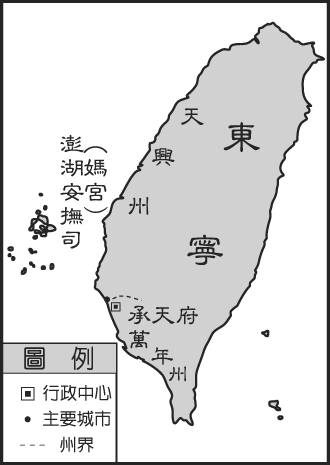 東寧
天興州
澎湖安撫司
（媽宮）
承天府
萬年州
圖例
行政中心
主要城市
州界